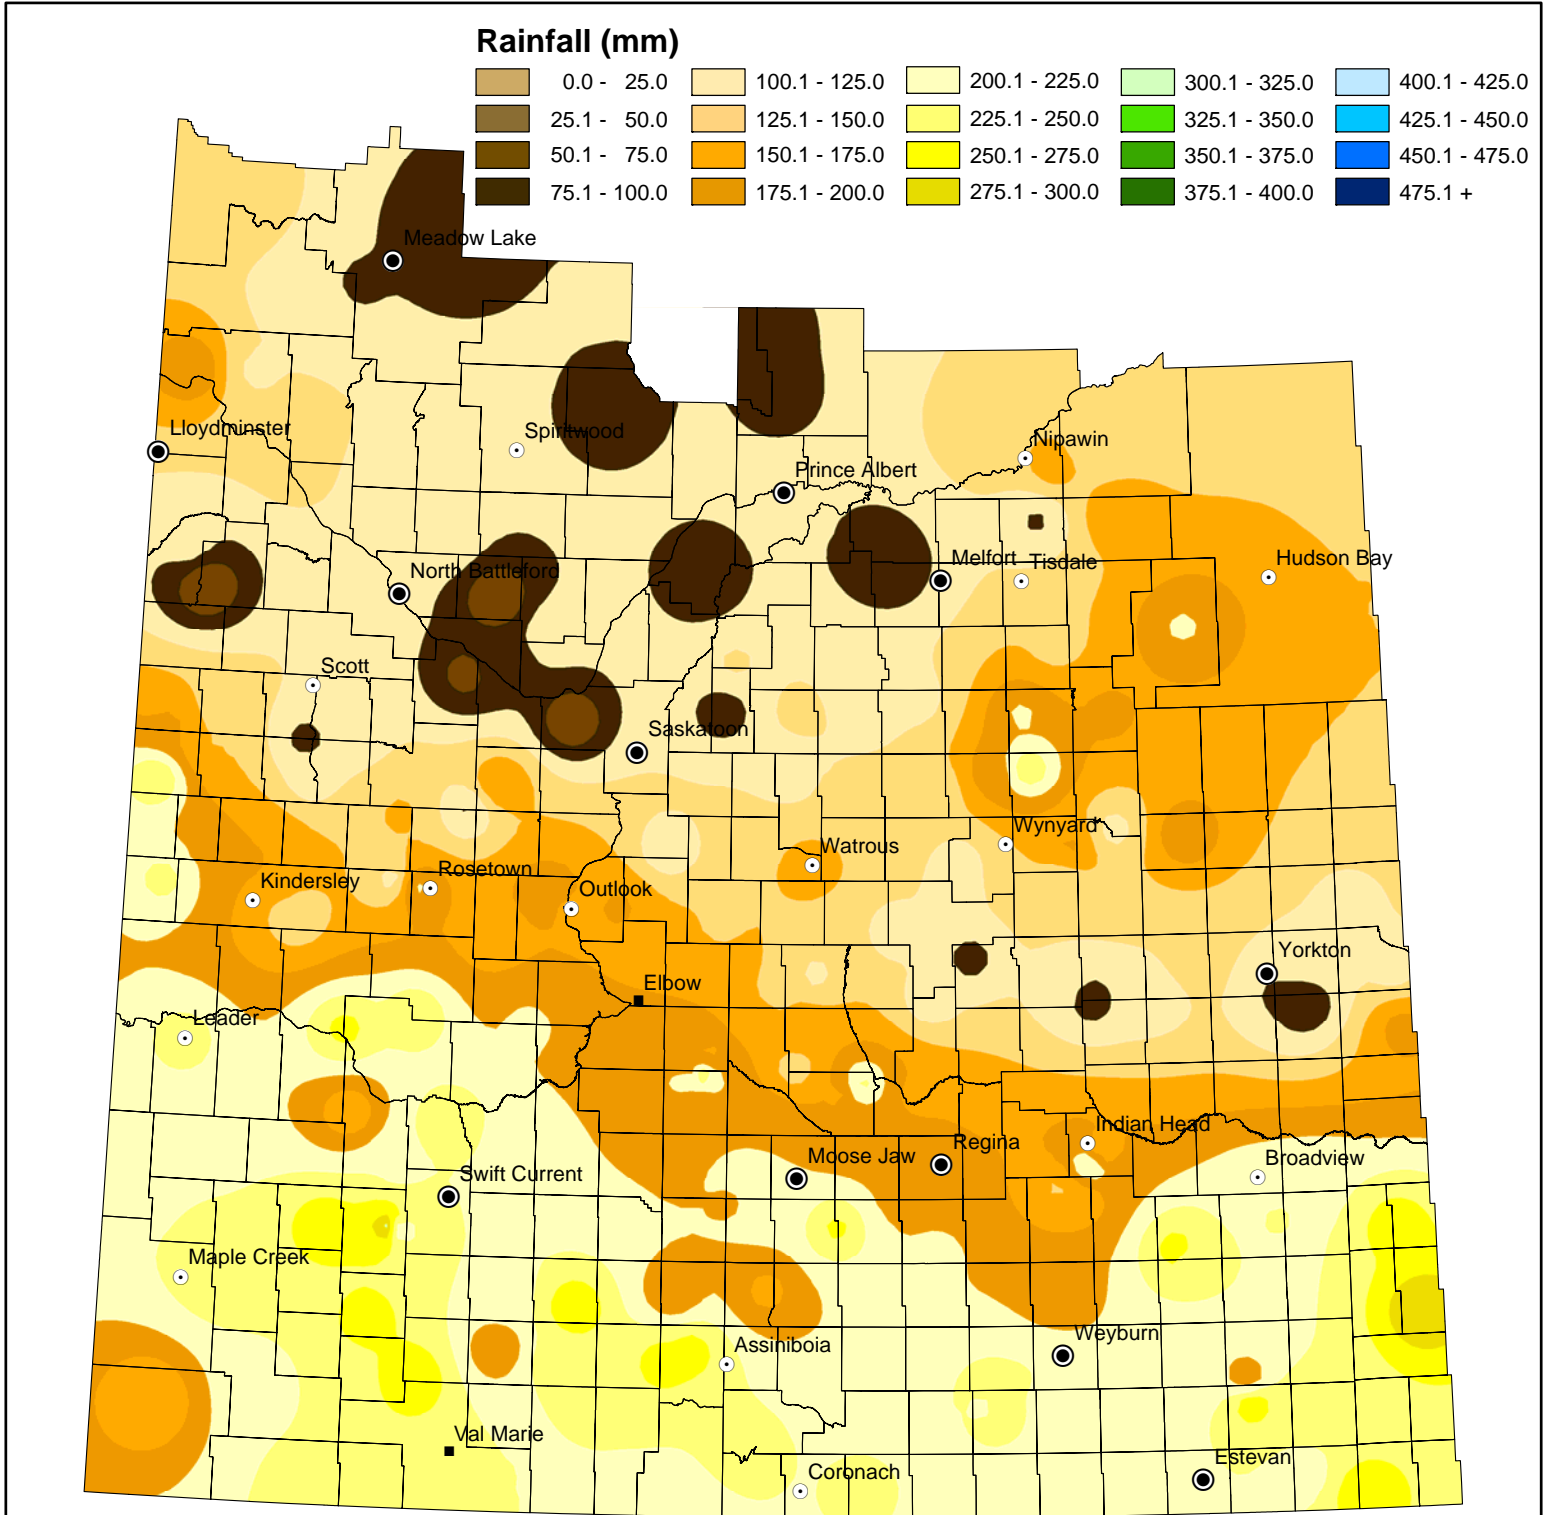 Rainfall (mm)
0.0 - 25.0
25.1 - 50.0
50.1 - 75.0
75.1 - 100.0
100.1 - 125.0
125.1 - 150.0
150.1 - 175.0
175.1 - 200.0
200.1 - 225.0
225.1 - 250.0
250.1 - 275.0
275.1 - 300.0
300.1 - 325.0
325.1 - 350.0
350.1 - 375.0
375.1 - 400.0
400.1 - 425.0
425.1 - 450.0
450.1 - 475.0
475.1 +
Meadow Lake
Lloydminster
Spiritwood
Nipawin
Prince Albert
North Battleford
Melfort
Tisdale
Hudson Bay
Scott
Saskatoon
Wynyard
Watrous
Rosetown
Kindersley
Outlook
Yorkton
Elbow
Leader
Indian Head
Regina
Moose Jaw
Broadview
Swift Current
Maple Creek
Weyburn
Assiniboia
Val Marie
Estevan
Coronach